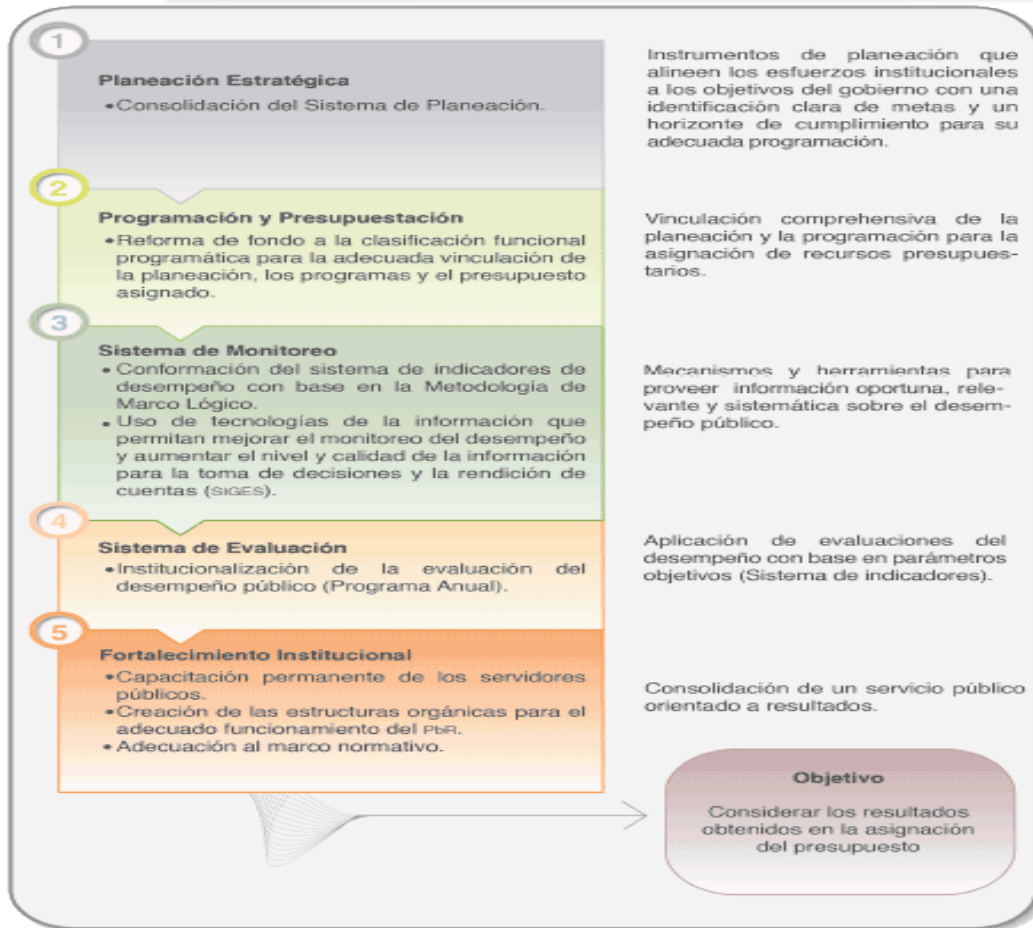 1
Planeación Estratégica
•Consolidación del Sistema de Planeación.
Instrumentos de planeación que
alineen los esfuerzos institucionales
a los objetivos del gobierno con una
identificación clara de metas y un
horizonte de cumplimiento para su
adecuada programación.
2
Programación y Presupuestación
•Reforma de fondo a la clasificación funcional
programática para la adecuada vinculación de
la planeación, los programas y el presupuesto
asignado.
Vinculación comprehensiva de la
planeación y la programación para la
asignación de recursos presupues-
tarios.
3
Sistema de Monitoreo
• Conformación del sistema de indicadores de
desempeño con base en la Metodología de
Marco Lógico.
• Uso de tecnologías de la información que
permitan mejorar el monitoreo del desempeño
y aumentar el nivel y calidad de la información
para la toma de decisiones y la rendición de
cuentas (SIGES).
Mecanismos y herramientas para
proveer información oportuna, rele-
vante y sistemática sobre el desem-
peño público.
4
Sistema de Evaluación
•Institucionalización de la evaluación del
desempeño público (Programa Anual).
Aplicación de evaluaciones del
desempeño con base en parámetros
objetivos (Sistema de indicadores).
5
Fortalecimiento Institucional
•Capacitación permanente de los servidores
públicos.
•Creación de las estructuras orgánicas para el
adecuado funcionamiento del PbR.
•Adecuación al marco normativo.
Consolidación de un servicio público
orientado a resultados.
Objetivo
Considerar los resultados
obtenidos en la asignación
del presupuesto